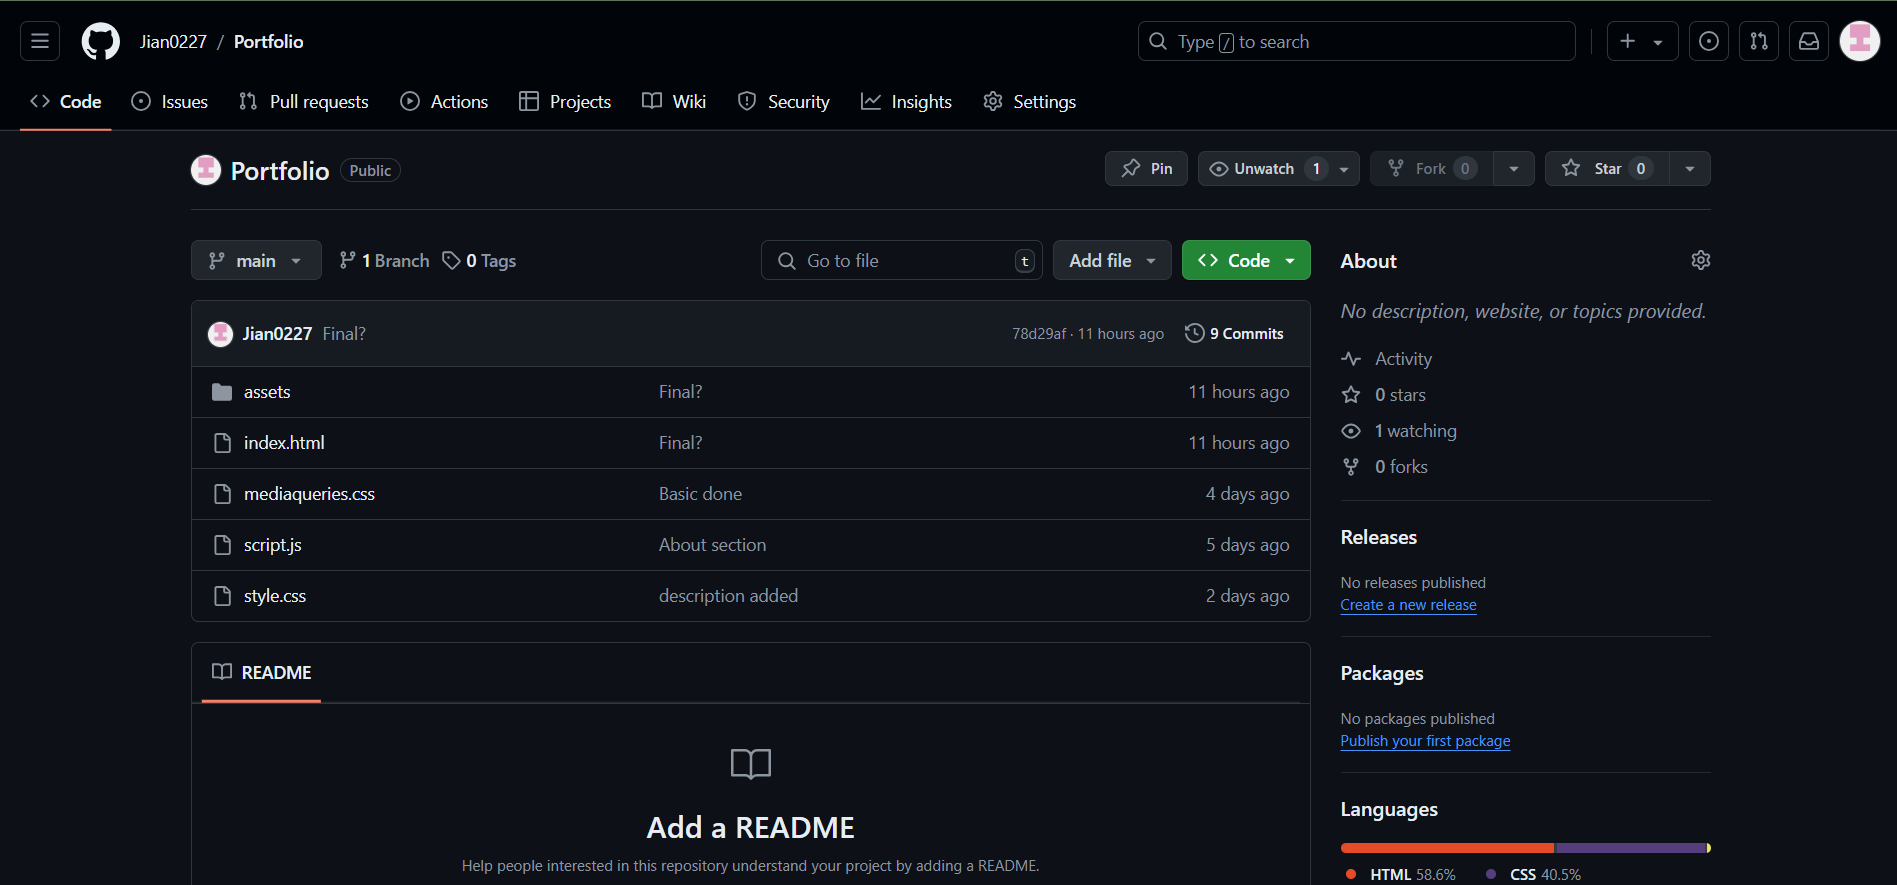 Jian0227 / Portfolio
Type / to search
Code Issues Pull requests Actions Projects Wiki Security Insights Settings
Portfolio Public
Pin Unwatch 1 Fork 0 Star 0
main 1 Branch 0 Tags Go to file t Add file Code
Jian0227 Final? 78d29af · 11 hours ago 9 Commits
assets Final? 11 hours ago
index.html Final? 11 hours ago
mediaqueries.css Basic done 4 days ago
script.js About section 5 days ago
style.css description added 2 days ago
README
Add a README
Help people interested in this repository understand your project by adding a README.
About
No description, website, or topics provided.
Activity
0 stars
1 watching
0 forks
Releases
No releases published
Create a new release
Packages
No packages published
Publish your first package
Languages
HTML 58.6% CSS 40.5%